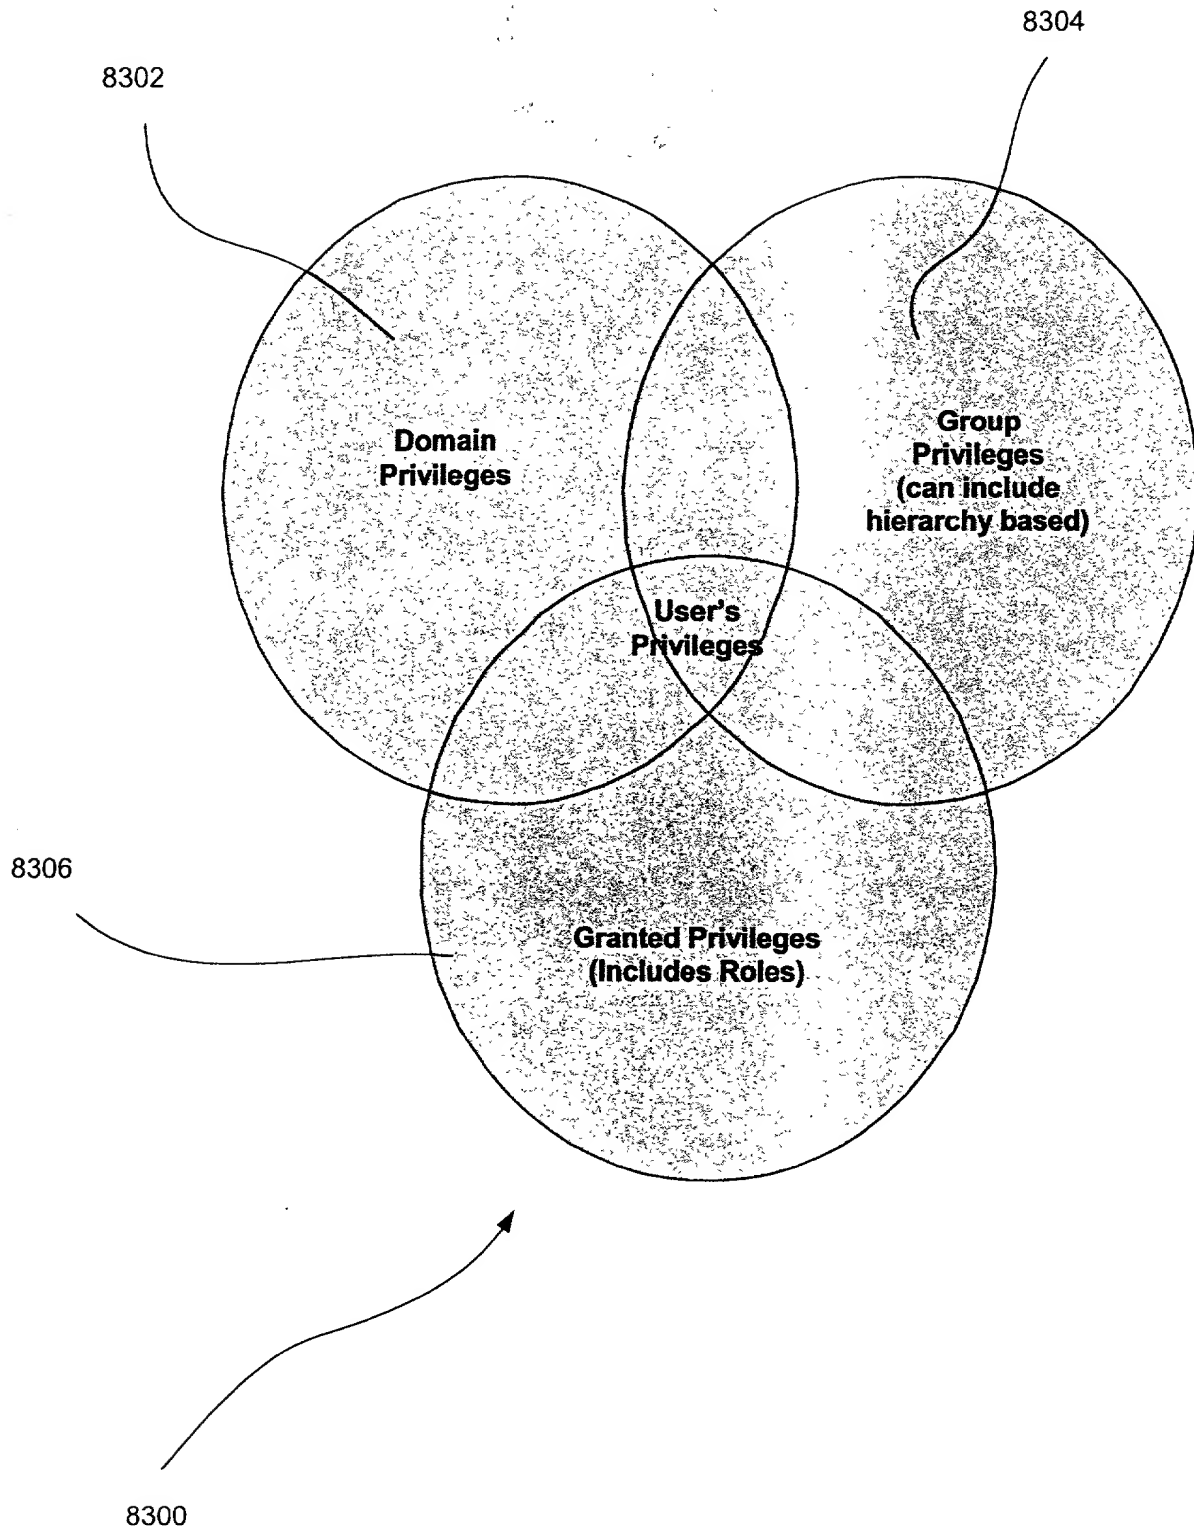 8304
8302
Domain
Privileges
Group
Privileges
(can include
hierarchy based)
User's
Privileges
8306
Granted Privileges
(Includes Roles)
8300